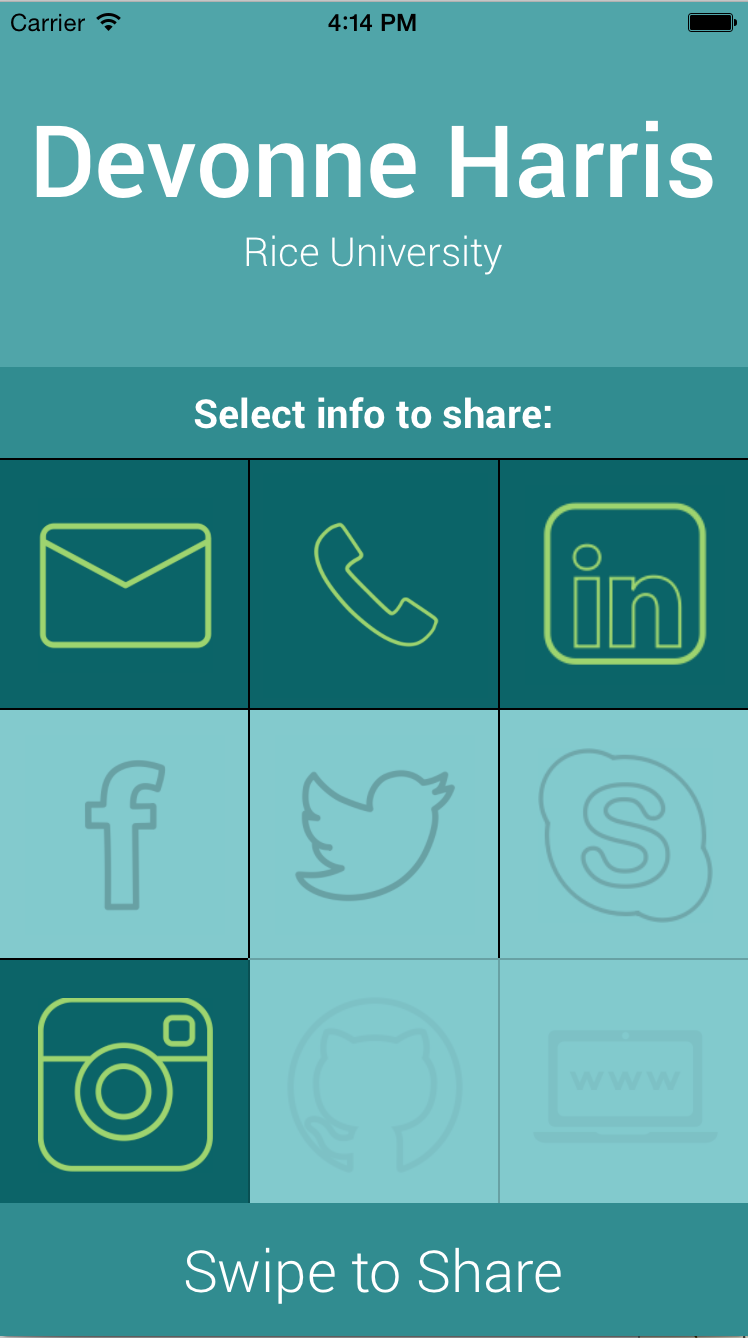 Carrier 4:14 PM
Devonne Harris
Rice University
Select info to share:
in
f
S
www
Swipe to Share